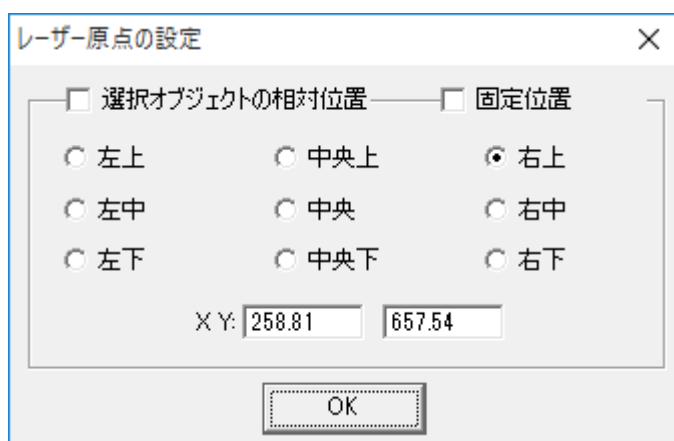 レーザー原点の設定
選択オブジェクトの相対位置 固定位置
左上 中央上 右上
左中 中央 右中
左下 中央下 右下
X Y: 258.81 657.54
OK